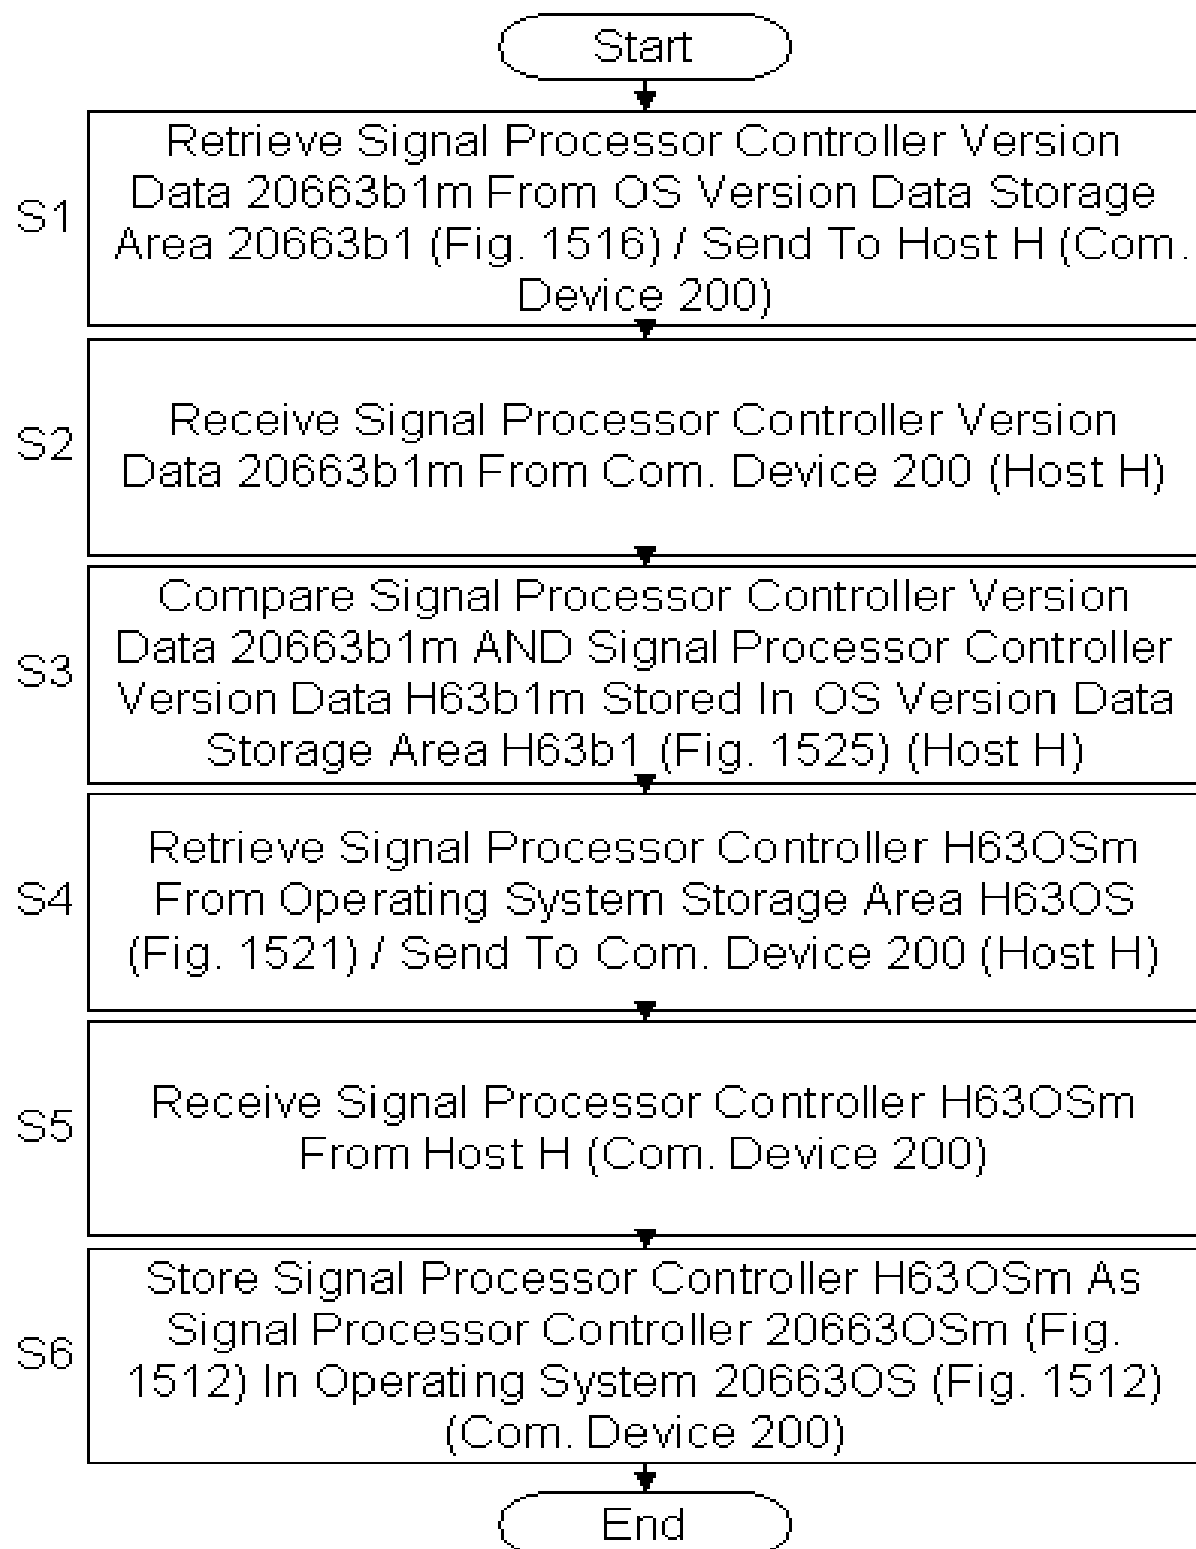 Start
S1
Retrieve Signal Processor Controller Version
Data 20663b1m From OS Version Data Storage
Area 20663b1 (Fig. 1516) / Send To Host H (Com.
Device 200)
S2
Receive Signal Processor Controller Version
Data 20663b1m From Com. Device 200 (Host H)
S3
Compare Signal Processor Controller Version
Data 20663b1m AND Signal Processor Controller
Version Data H63b1m Stored In OS Version Data
Storage Area H63b1 (Fig. 1525) (Host H)
S4
Retrieve Signal Processor Controller H63OSm
From Operating System Storage Area H63OS
(Fig. 1521) / Send To Com. Device 200 (Host H)
S5
Receive Signal Processor Controller H63OSm
From Host H (Com. Device 200)
S6
Store Signal Processor Controller H63OSm As
Signal Processor Controller 20663OSm (Fig.
1512) In Operating System 20663OS (Fig. 1512)
(Com. Device 200)
End